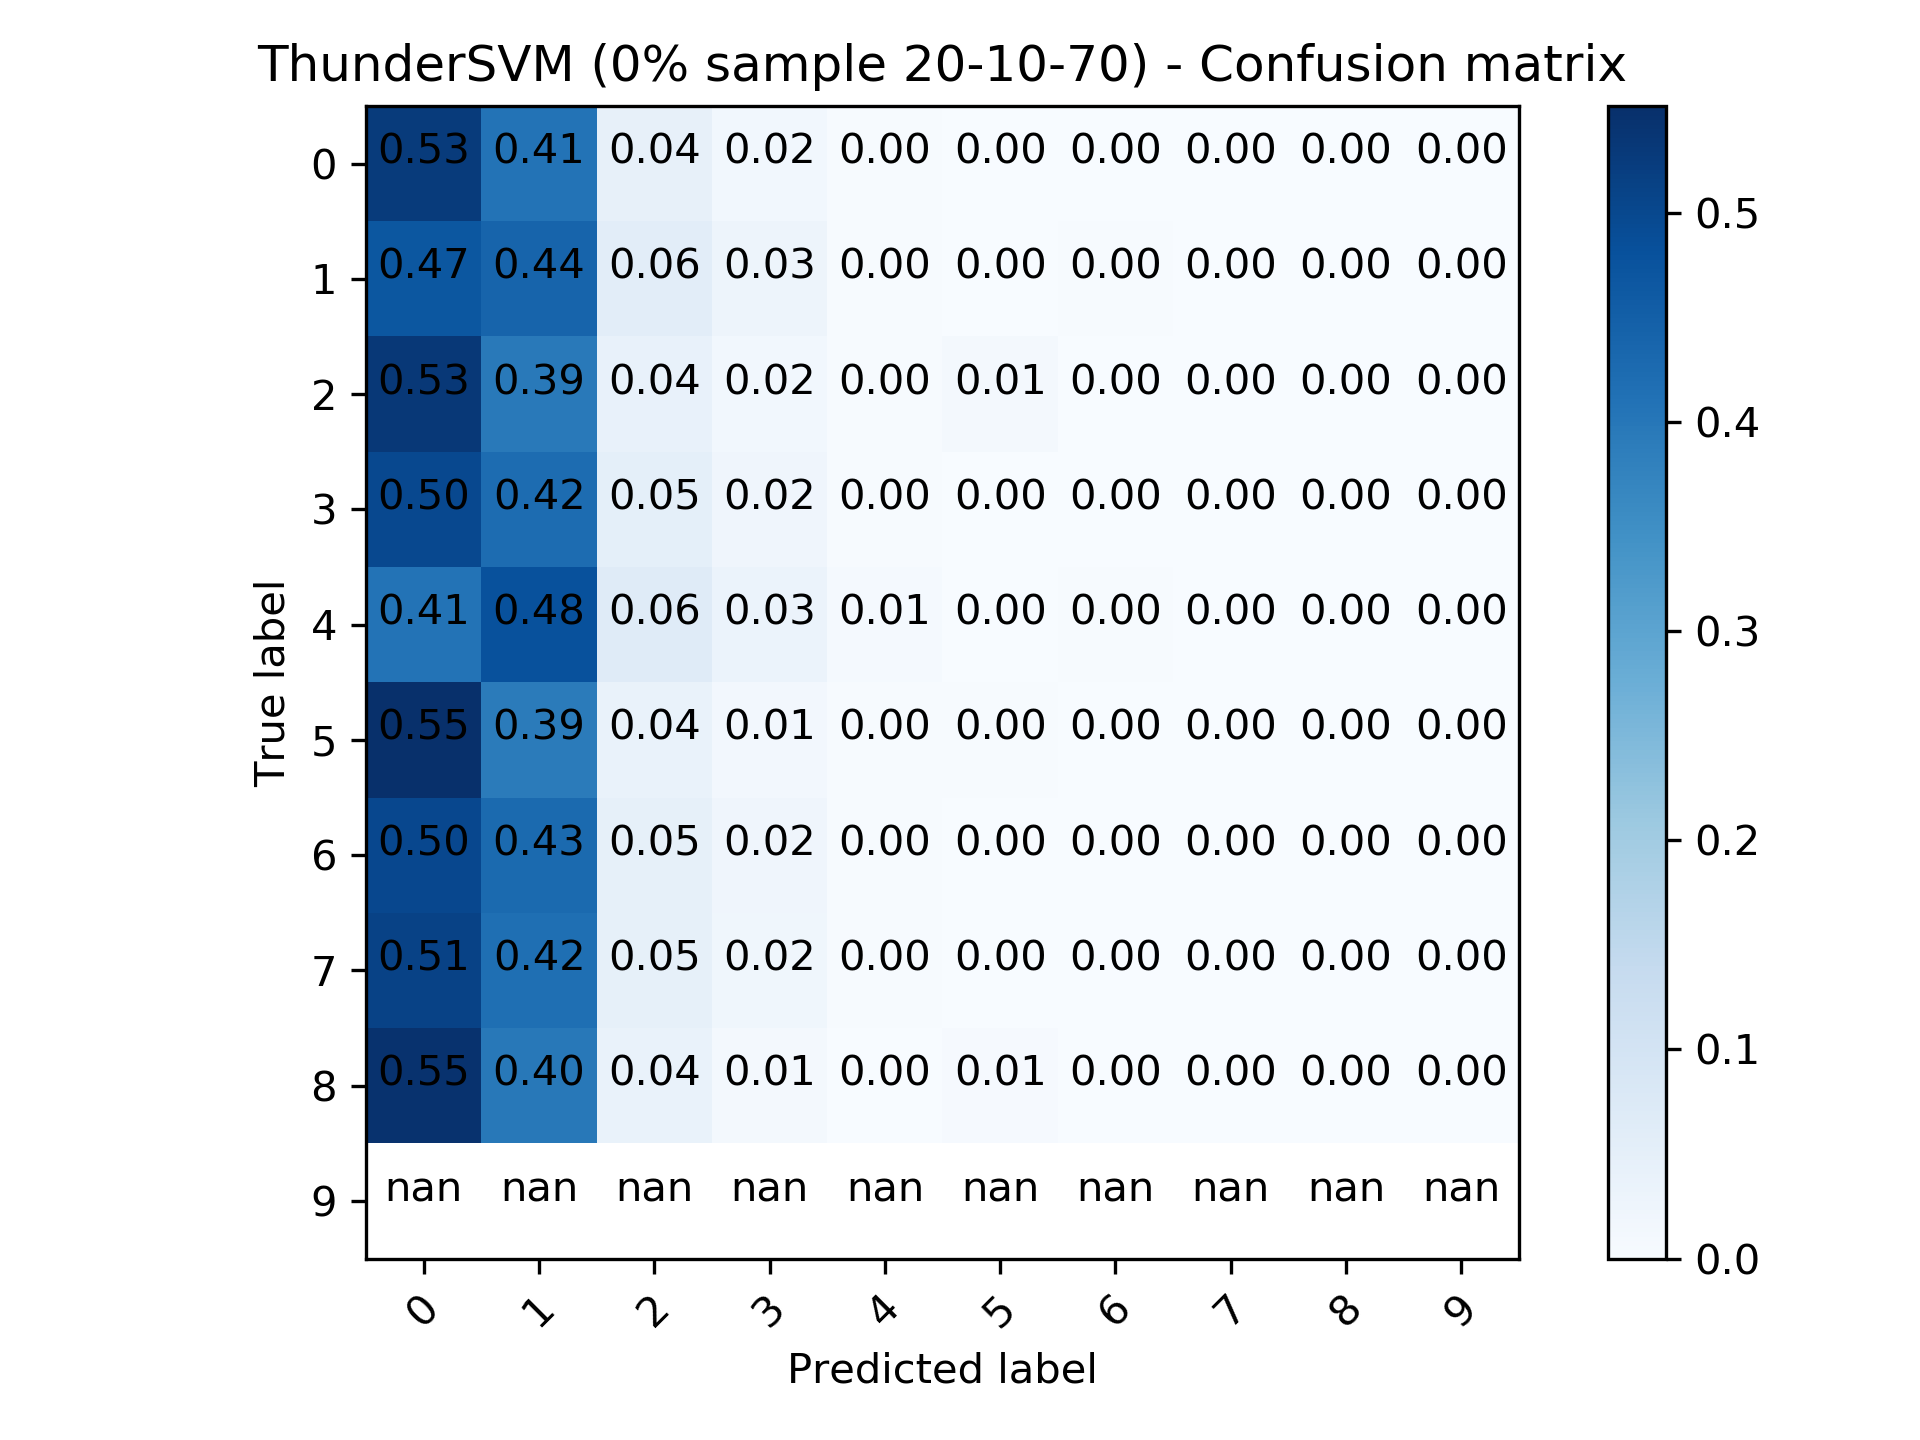 ThunderSVM (0% sample 20-10-70) - Confusion matrix
0 0.53 0.41 0.04 0.02 0.00 0.00 0.00 0.00 0.00 0.00
1 0.47 0.44 0.06 0.03 0.00 0.00 0.00 0.00 0.00 0.00
2 0.53 0.39 0.04 0.02 0.00 0.01 0.00 0.00 0.00 0.00
3 0.50 0.42 0.05 0.02 0.00 0.00 0.00 0.00 0.00 0.00
4 0.41 0.48 0.06 0.03 0.01 0.00 0.00 0.00 0.00 0.00
5 0.55 0.39 0.04 0.01 0.00 0.00 0.00 0.00 0.00 0.00
6 0.50 0.43 0.05 0.02 0.00 0.00 0.00 0.00 0.00 0.00
7 0.51 0.42 0.05 0.02 0.00 0.00 0.00 0.00 0.00 0.00
8 0.55 0.40 0.04 0.01 0.00 0.01 0.00 0.00 0.00 0.00
9 nan nan nan nan nan nan nan nan nan nan
0 1 2 3 4 5 6 7 8 9
Predicted label
True label
0.5
0.4
0.3
0.2
0.1
0.0